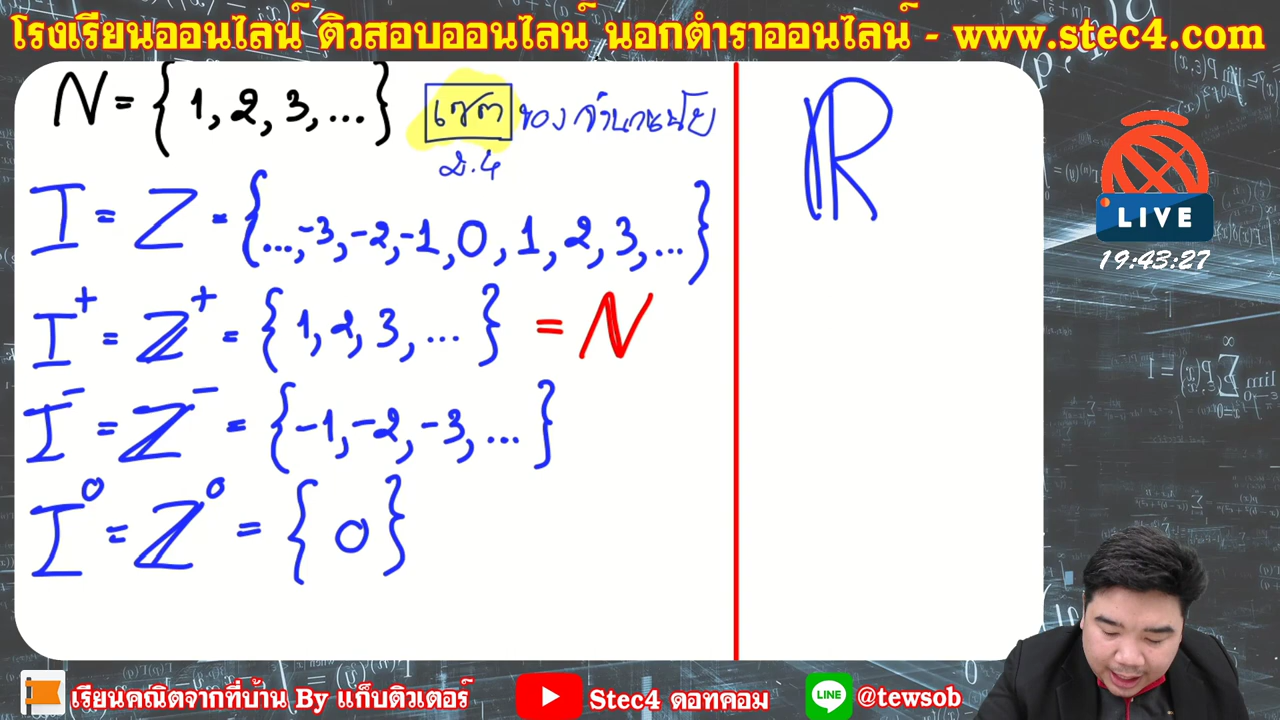 โรงเรียนออนไลน์ ติวสอบออนไลน์ นอกตำราออนไลน์ - www.stec4.com
N = {1, 2, 3, ...} เซต ของจำนวนนับ
ม.4
I = Z = {..., -3, -2, -1, 0, 1, 2, 3, ...}
I⁺ = Z⁺ = {1, 2, 3, ...} = N
I⁻ = Z⁻ = {-1, -2, -3, ...}
I⁰ = Z⁰ = {0}
ℝ
LIVE
19:43:27
เรียนคณิตจากที่บ้าน By แก็บติวเตอร์
Stec4 ดอทคอม
LINE
@tewsob